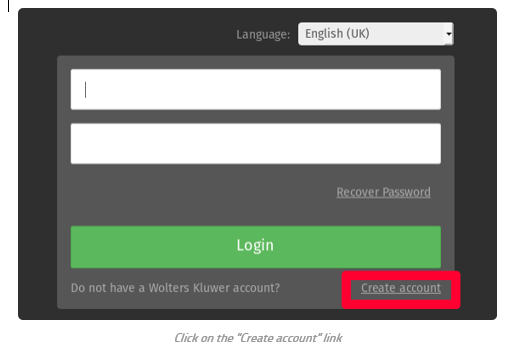 Language: English (UK)
Recover Password
Login
Do not have a Wolters Kluwer account? Create account
Click on the "Create account" link